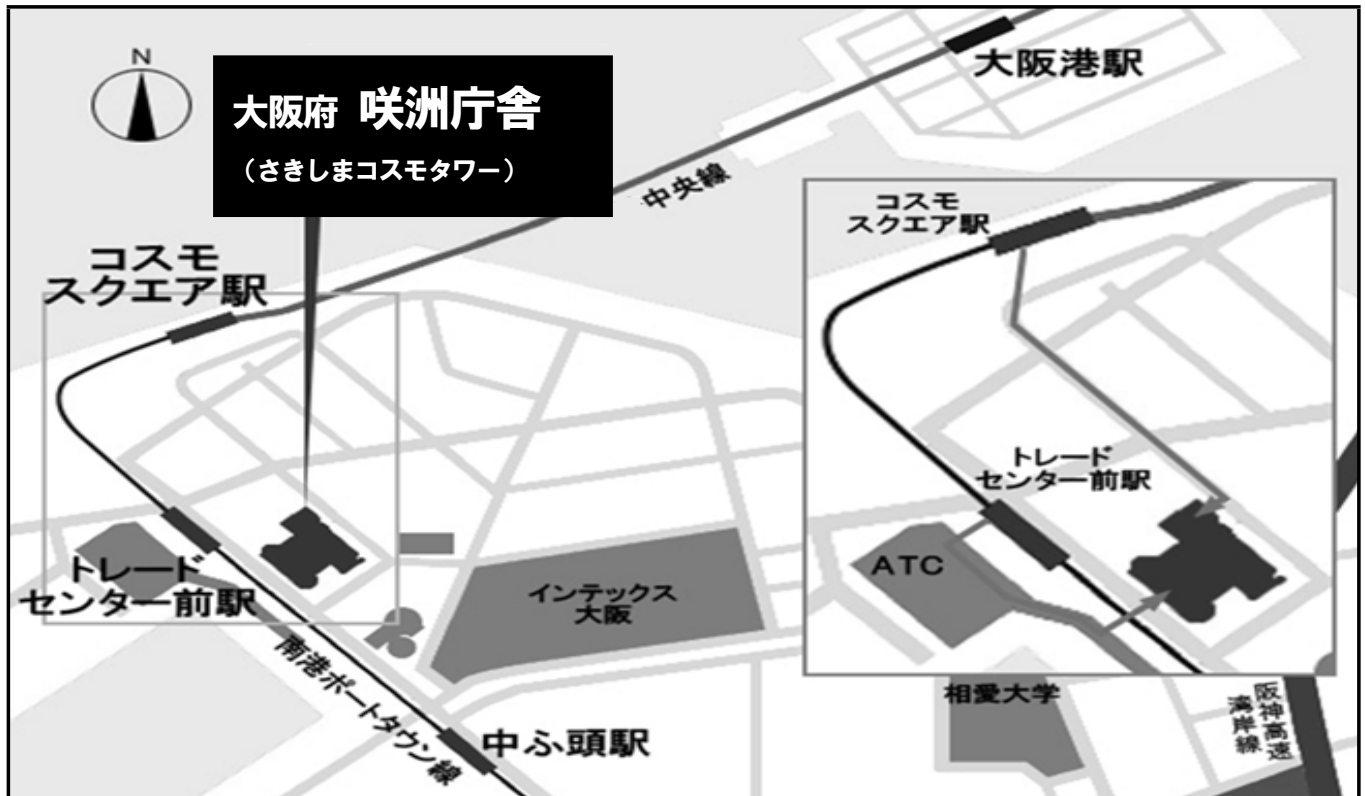 N
大阪府 咲洲庁舎
（さきしまコスモタワー）
大阪港駅
中央線
コスモ
スクエア駅
トレード
センター前駅
南港ポートタウン線
中ふ頭駅
インテックス
大阪
コスモ
スクエア駅
トレード
センター前駅
ATC
相愛大学
阪神高速
湾岸線